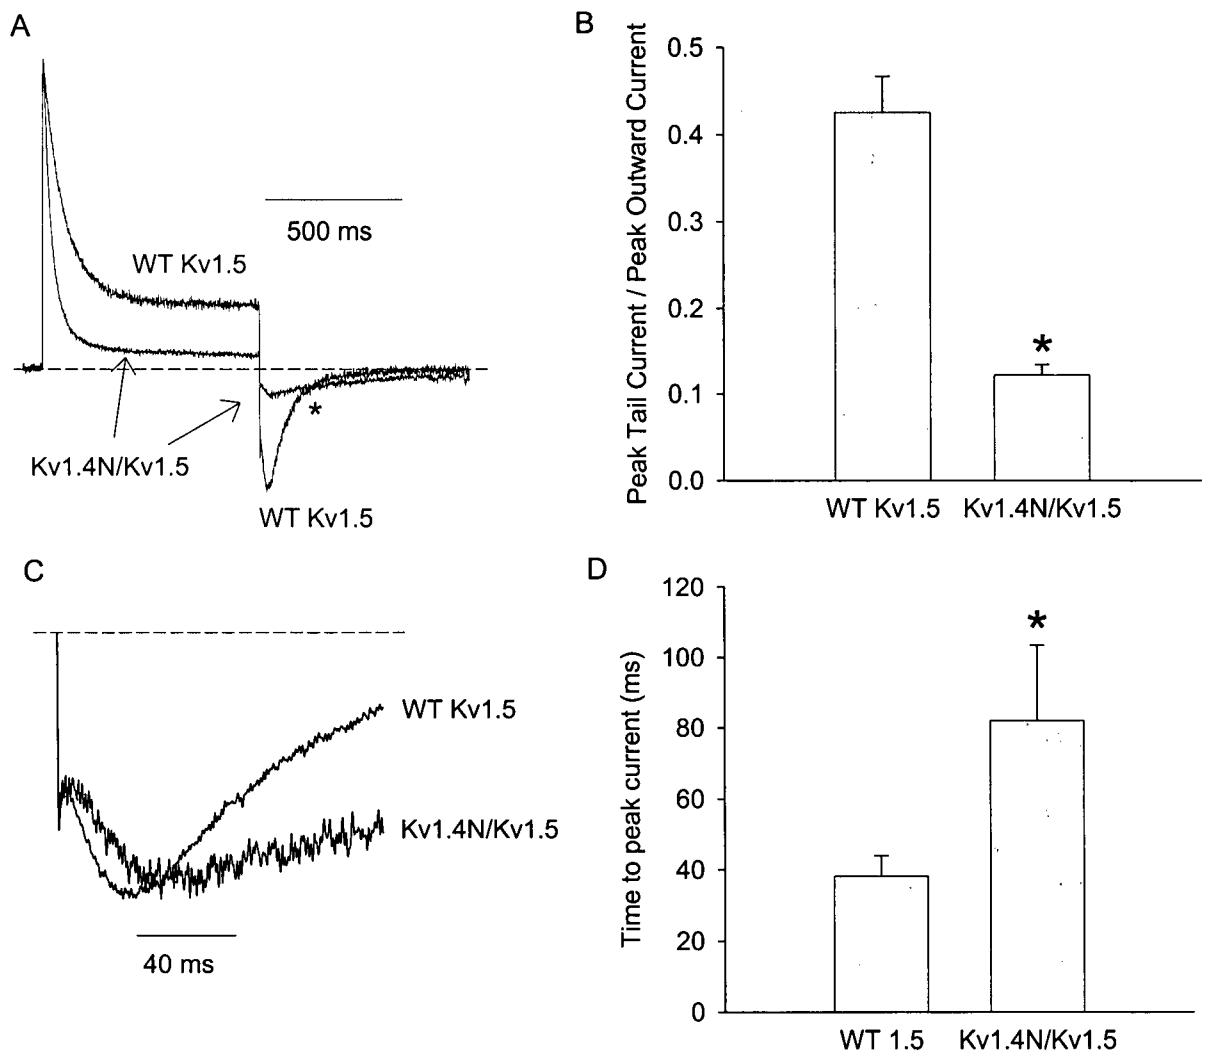 A
500 ms
WT Kv1.5
Kv1.4N/Kv1.5
*
WT Kv1.5
B
Peak Tail Current / Peak Outward Current
0.5
0.4
0.3
0.2
0.1
0.0
*
WT Kv1.5
Kv1.4N/Kv1.5
C
WT Kv1.5
Kv1.4N/Kv1.5
40 ms
D
Time to peak current (ms)
120
100
80
60
40
20
0
*
WT 1.5
Kv1.4N/Kv1.5